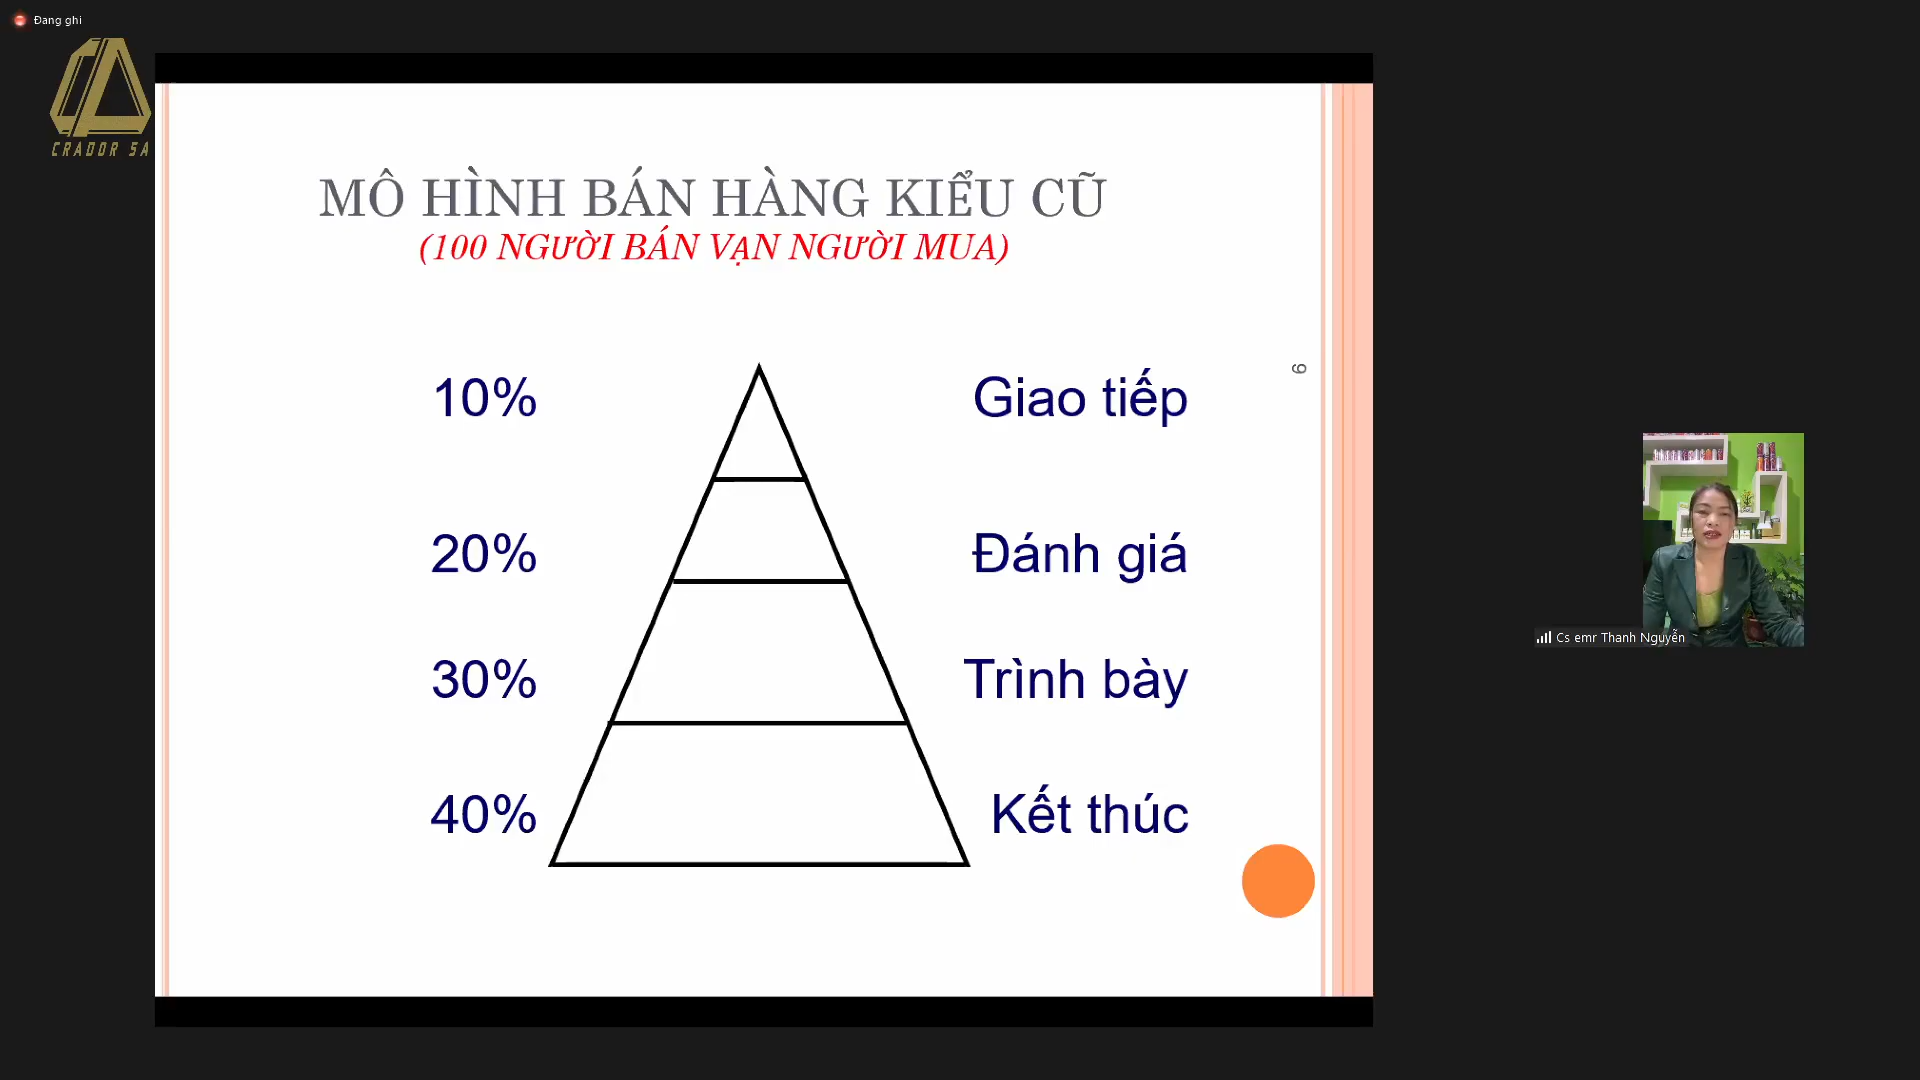 Đang ghi
CRADOR SA
MÔ HÌNH BÁN HÀNG KIỂU CŨ
(100 NGƯỜI BÁN VẠN NGƯỜI MUA)
6
10% Giao tiếp
20% Đánh giá
30% Trình bày
40% Kết thúc
Cs emr Thanh Nguyễn